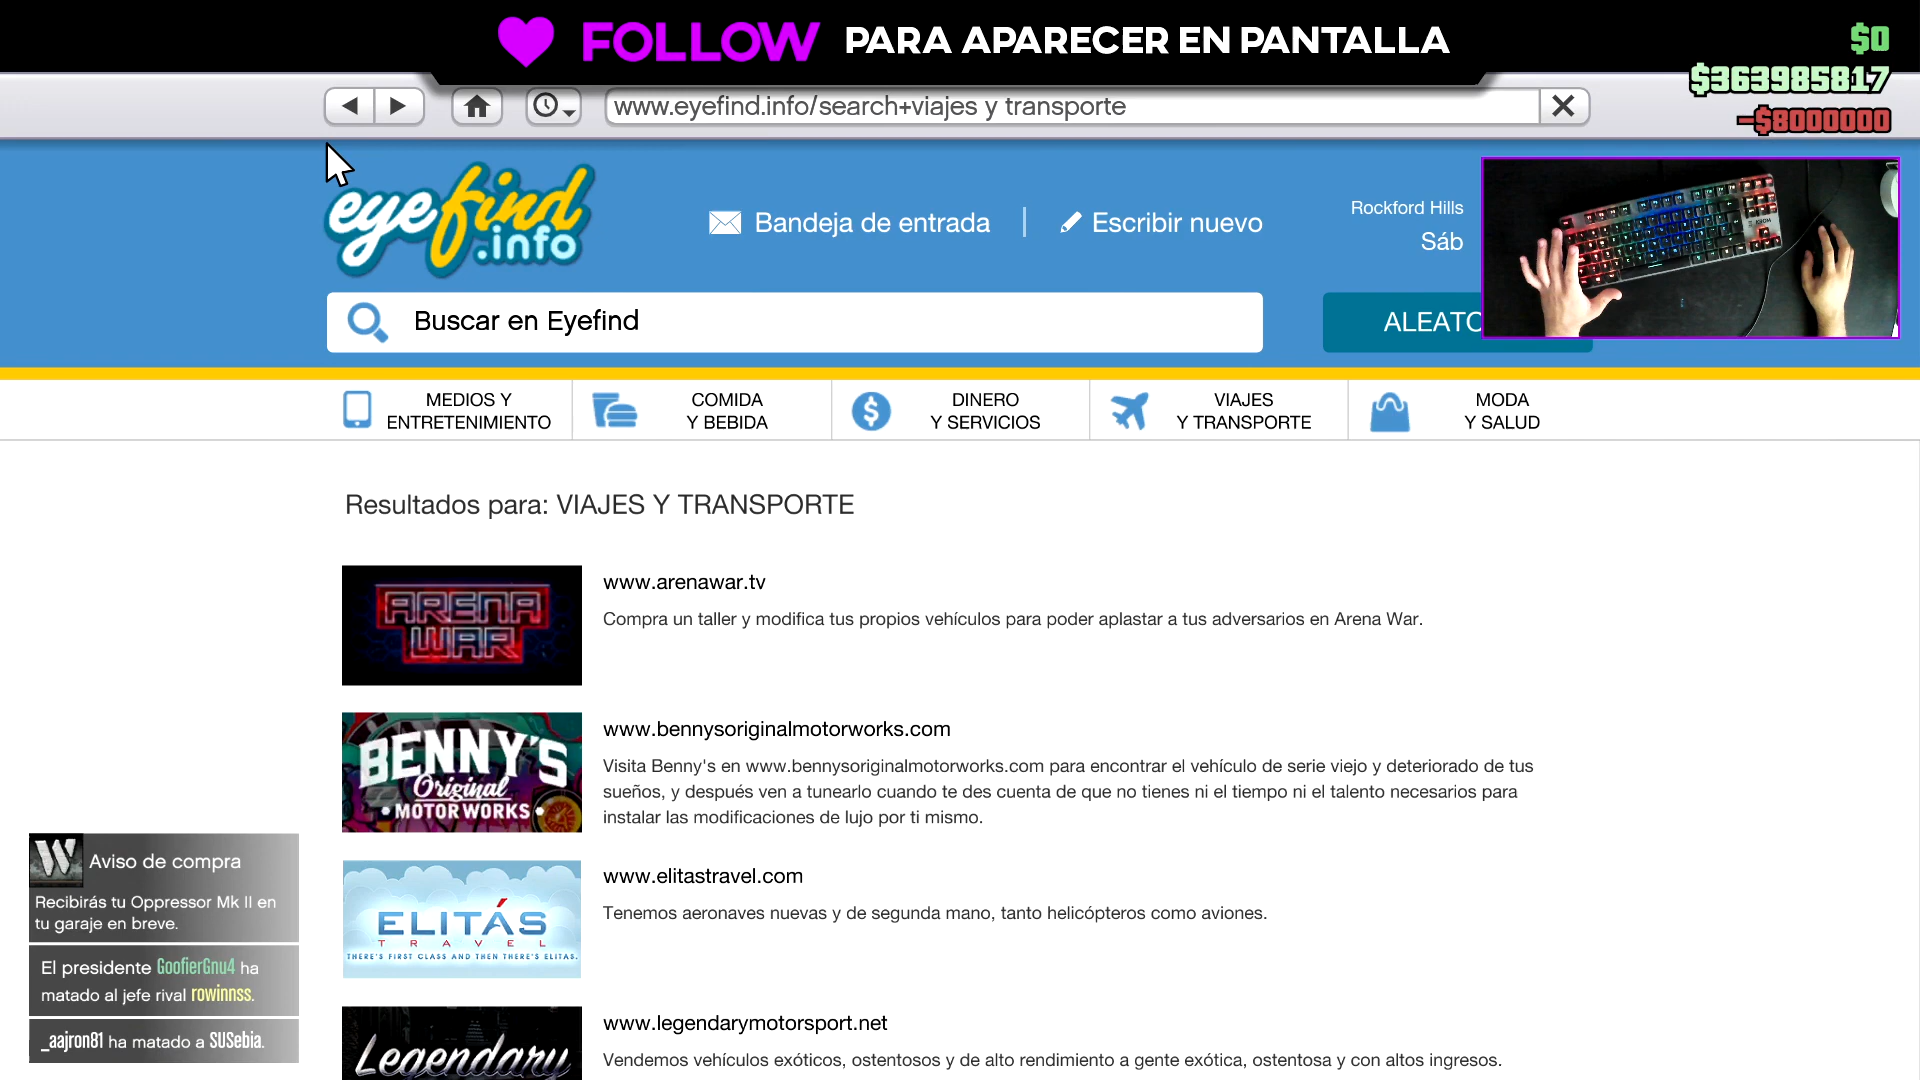 FOLLOW PARA APARECER EN PANTALLA
$0
$363985817
-$8000000
www.eyefind.info/search+viajes y transporte
eyefind
.info
Bandeja de entrada
Escribir nuevo
Rockford Hills
Sáb
Buscar en Eyefind
ALEATO
MEDIOS Y
ENTRETENIMIENTO
COMIDA
Y BEBIDA
DINERO
Y SERVICIOS
VIAJES
Y TRANSPORTE
MODA
Y SALUD
Resultados para: VIAJES Y TRANSPORTE
ARENA
WAR
www.arenawar.tv
Compra un taller y modifica tus propios vehículos para poder aplastar a tus adversarios en Arena War.
BENNY'S
Original
MOTOR WORKS
www.bennysoriginalmotorworks.com
Visita Benny's en www.bennysoriginalmotorworks.com para encontrar el vehículo de serie viejo y deteriorado de tus
sueños, y después ven a tunearlo cuando te des cuenta de que no tienes ni el tiempo ni el talento necesarios para
instalar las modificaciones de lujo por ti mismo.
ELITÁS
TRAVEL
THERE'S FIRST CLASS AND THEN THERE'S ELITAS.
www.elitastravel.com
Tenemos aeronaves nuevas y de segunda mano, tanto helicópteros como aviones.
Legendary
www.legendarymotorsport.net
Vendemos vehículos exóticos, ostentosos y de alto rendimiento a gente exótica, ostentosa y con altos ingresos.
W
Aviso de compra
Recibirás tu Oppressor Mk II en
tu garaje en breve.
El presidente GoofierGnu4 ha
matado al jefe rival rowinnss.
_aajron81 ha matado a SUSebia.